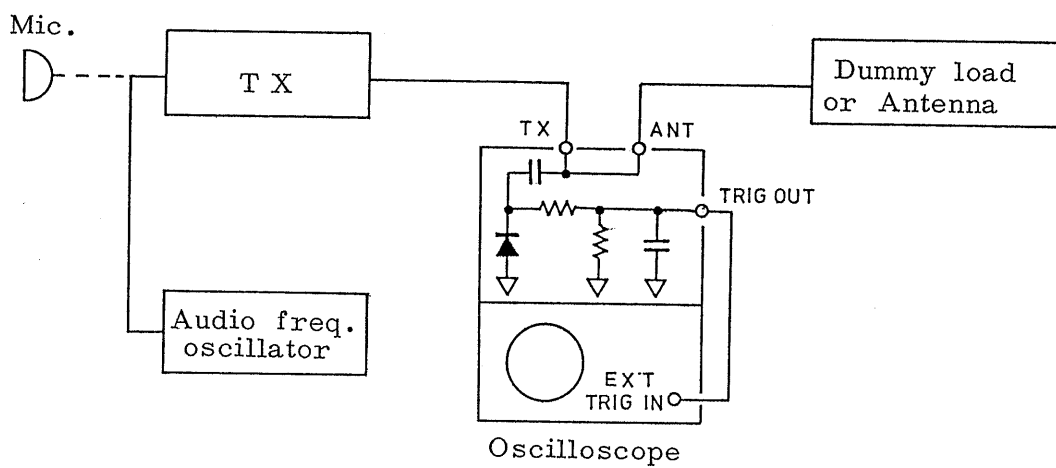 Mic.
T X
Dummy load
or Antenna
TX
ANT
TRIG OUT
Audio freq.
oscillator
EX'T
TRIG IN
Oscilloscope